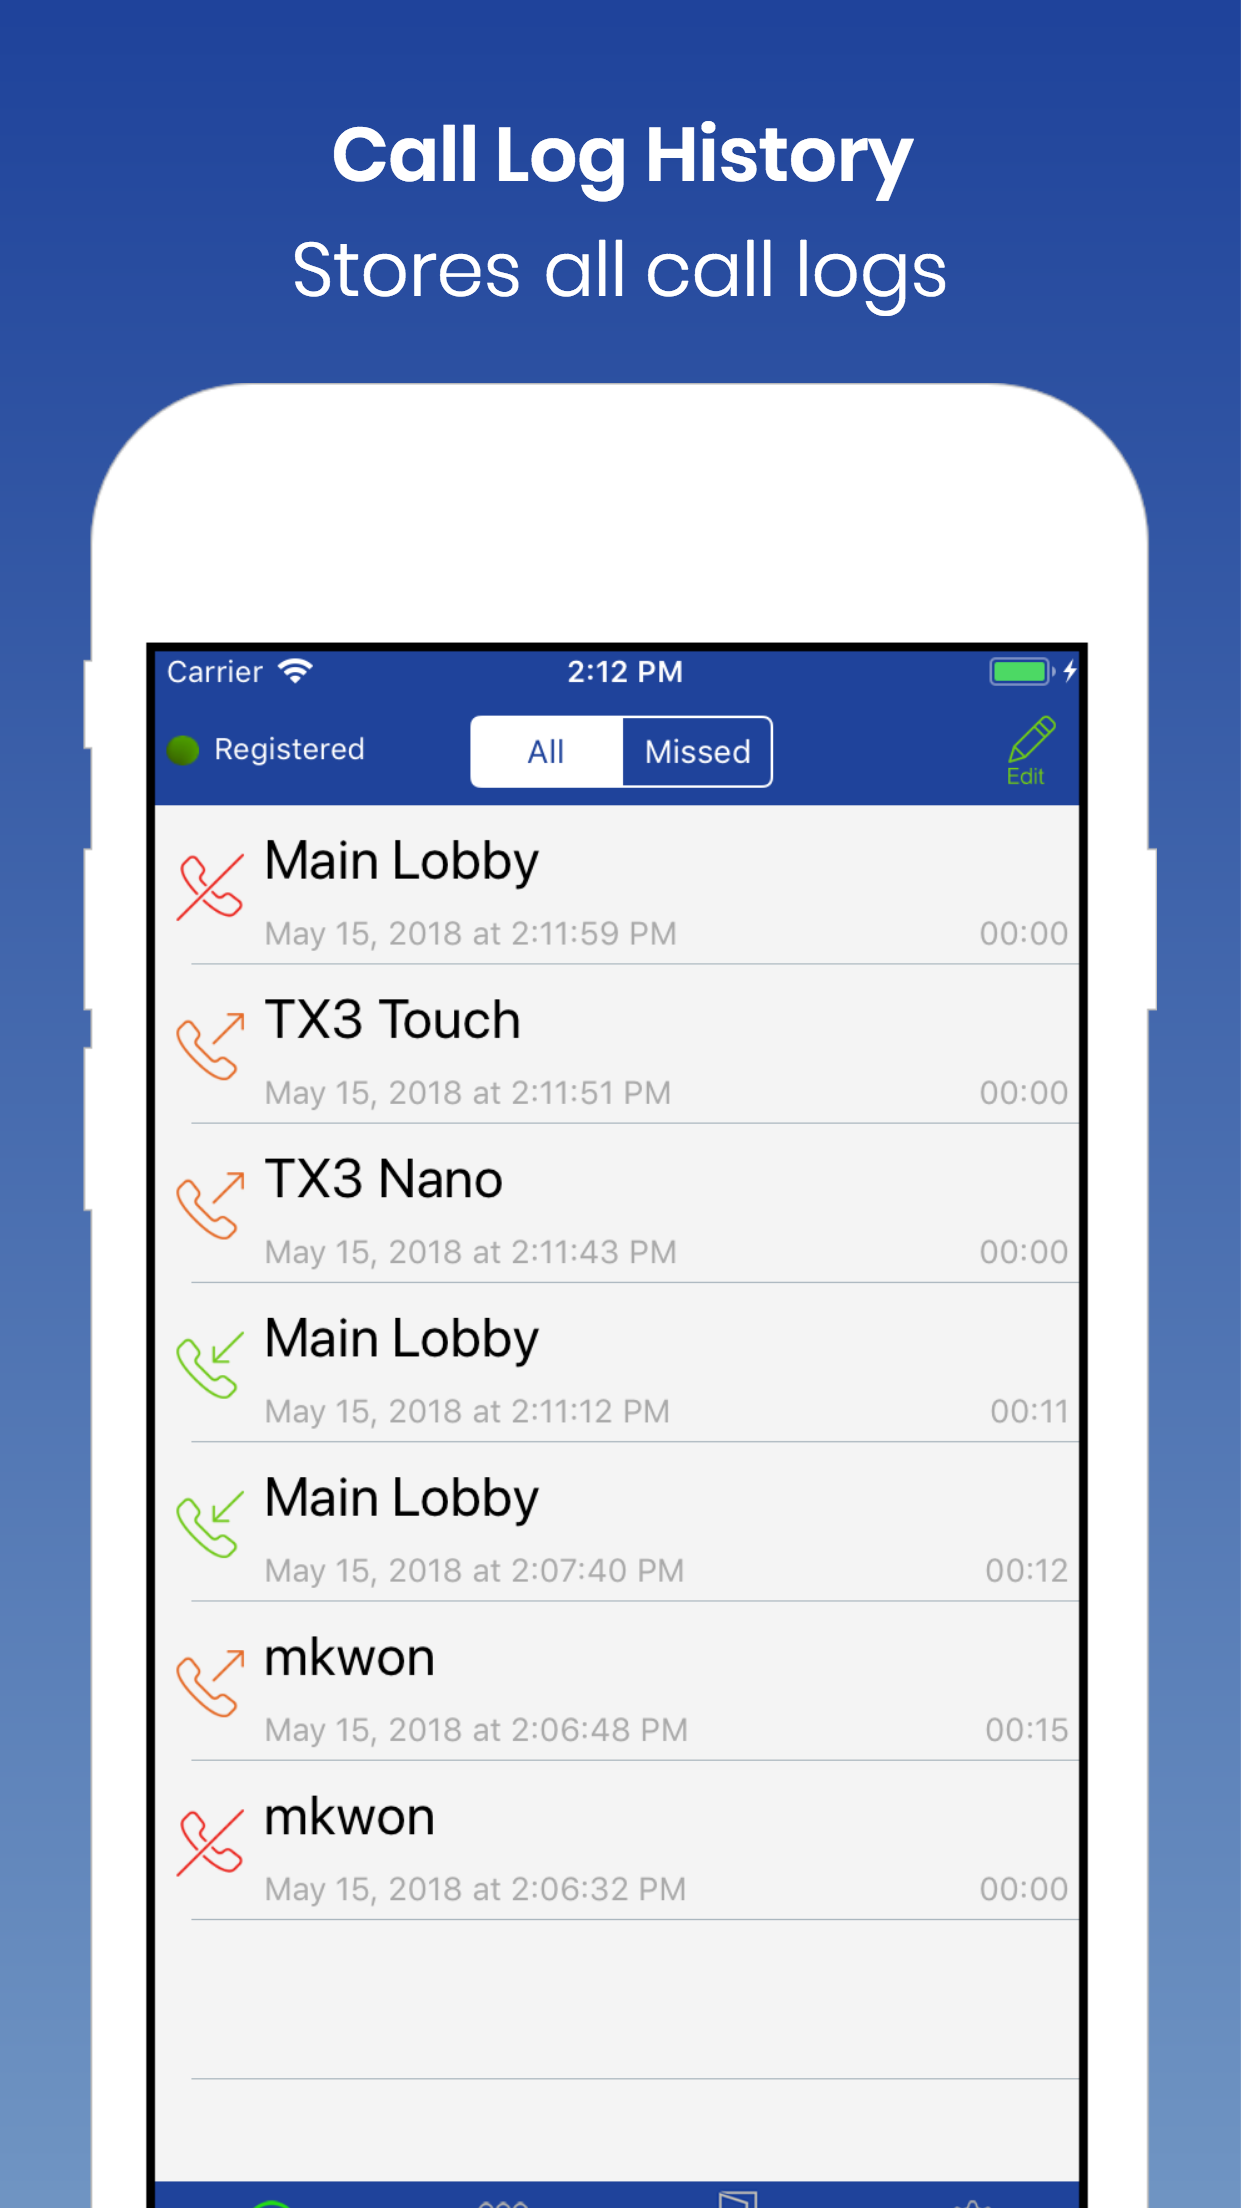 Call Log History
Stores all call logs
Carrier 2:12 PM
Registered All Missed Edit
Main Lobby
May 15, 2018 at 2:11:59 PM 00:00
TX3 Touch
May 15, 2018 at 2:11:51 PM 00:00
TX3 Nano
May 15, 2018 at 2:11:43 PM 00:00
Main Lobby
May 15, 2018 at 2:11:12 PM 00:11
Main Lobby
May 15, 2018 at 2:07:40 PM 00:12
mkwon
May 15, 2018 at 2:06:48 PM 00:15
mkwon
May 15, 2018 at 2:06:32 PM 00:00